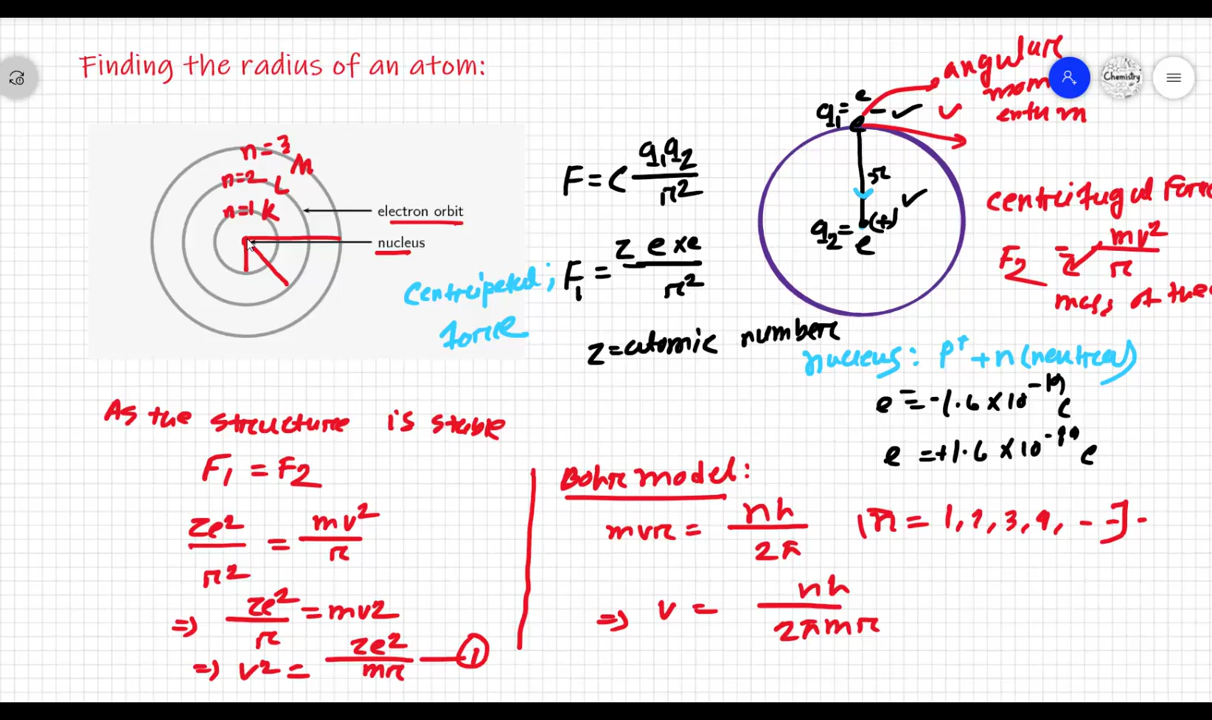 Finding the radius of an atom:
n=3 M
n=2 L
n=1 K
electron orbit
nucleus
F = C q1q2/r²
centripetal force; F1 = z e×e/r²
z=atomic number
q1= e-
e
r
q2= (+)
e
angular momentum
centrifugal force
F2 = mv²/r
mass of the
nucleus: p+ + n (neutral)
e- = -1.6 × 10^-19 C
e = +1.6 × 10^-19 C
Chemistry
As the structure is stable
F1 = F2
ze²/r² = mv²/r
=> ze²/r = mv2
=> v² = ze²/mr — ①
Bohr model:
mvr = nh/2π [n = 1, 2, 3, 4, - -]
=> v = nh/2πmr